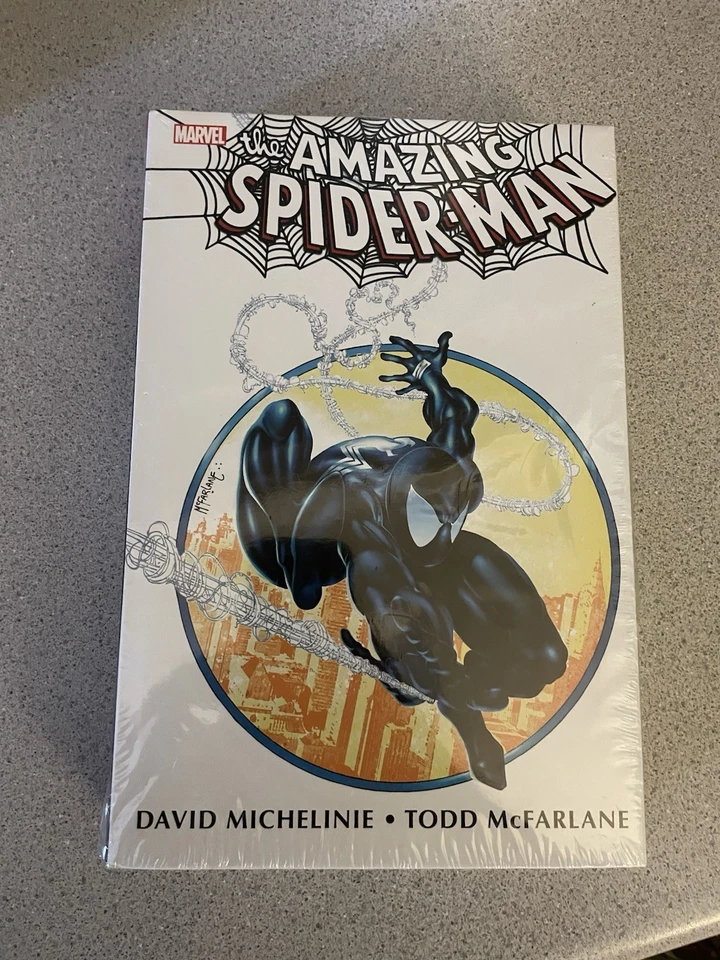 MARVEL
the AMAZING
SPIDER-MAN
McFARLANE
DAVID MICHELINIE • TODD McFARLANE